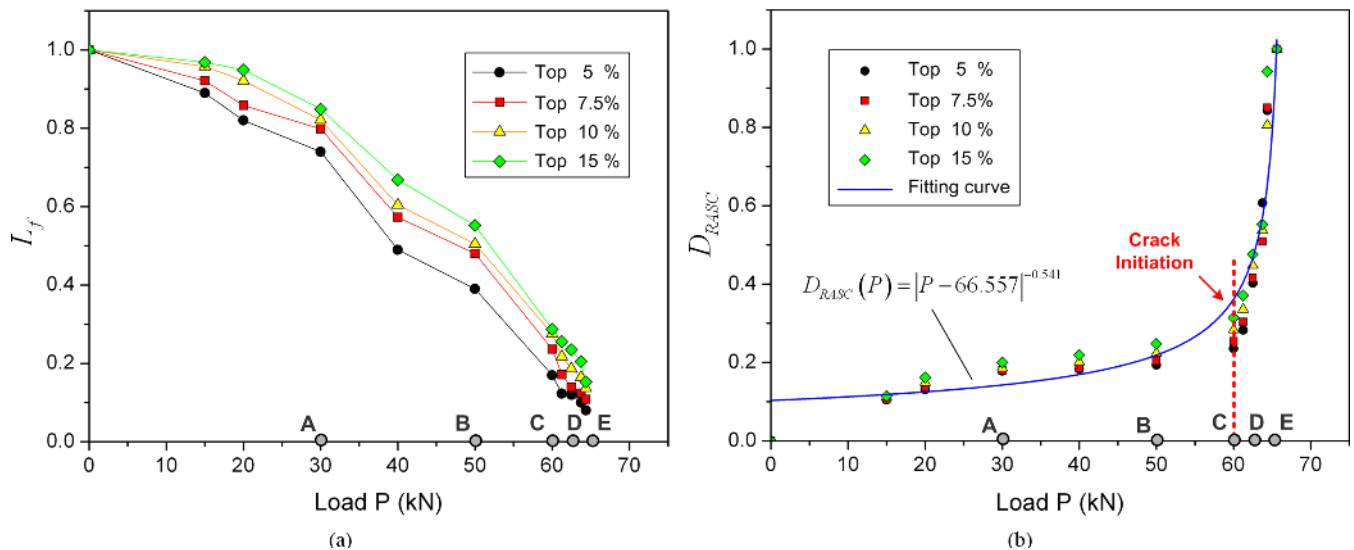 1.0
0.8
0.6
0.4
0.2
0.0
L_f
Top 5 %
Top 7.5%
Top 10 %
Top 15 %
A
B
C
D
E
0
10
20
30
40
50
60
70
Load P (kN)
(a)
1.0
0.8
0.6
0.4
0.2
0.0
D_RASC
Top 5 %
Top 7.5%
Top 10 %
Top 15 %
Fitting curve
Crack
Initiation
D_RASC(P) = |P − 66.557|^−0.541
A
B
C
D
E
0
10
20
30
40
50
60
70
Load P (kN)
(b)